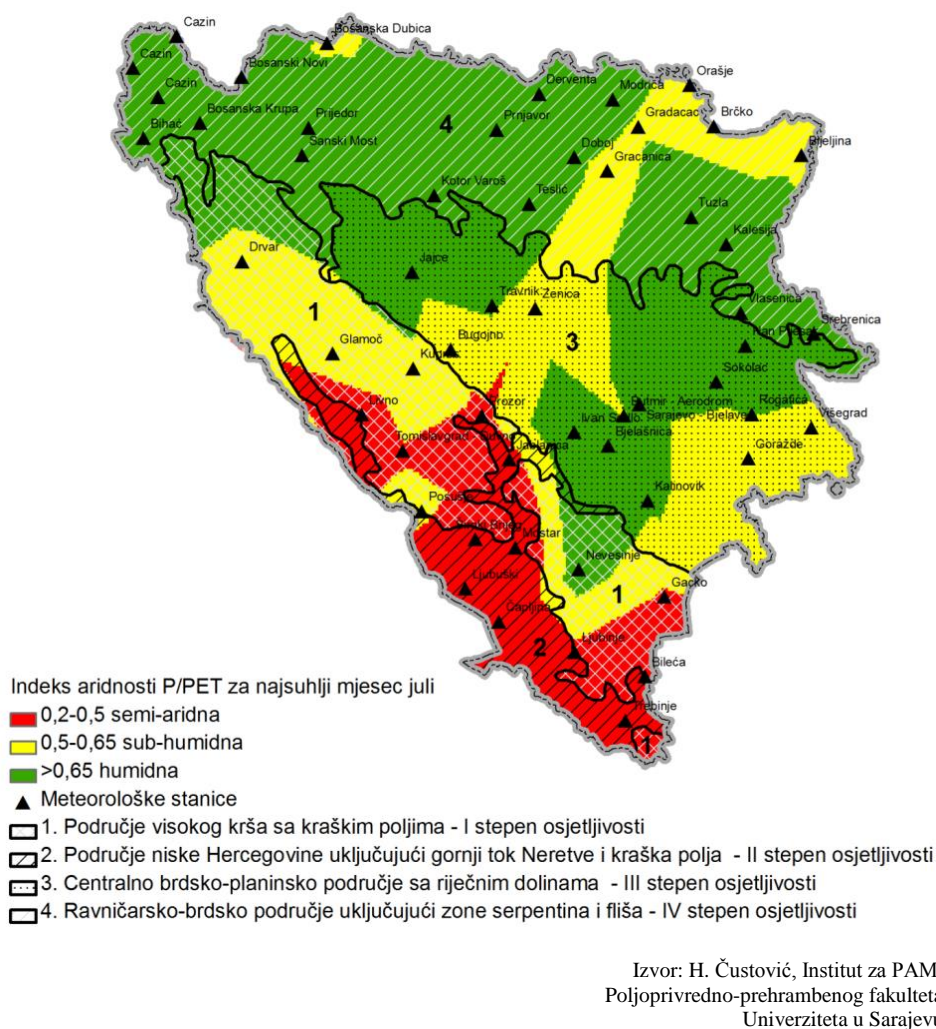 Cazin
Bosanska Dubica
Cazin
Bosanski Novi
Orašje
Derventa
Modriča
Cazin
Bosanska Krupa
Prijedor
4
Prnjavor
Gradacac
Brčko
Bihać
Sanski Most
Doboj
Gracanica
Bijeljina
Kotor Varoš
Teslić
Tuzla
Kalesija
Drvar
Jajce
1
Travnik
Zenica
Vlasenica
Srebrenica
Han Pijesak
3
Bugojno
Glamoč
Kupres
Sokolac
Livno
Prozor
Butmir - Aerodrom
Rogatica
Ivan Sedlo
Sarajevo - Bjelave
Višegrad
Tomislavgrad
Jablanica
Bjelašnica
Goražde
Kalinovik
Posušje
Mostar
Nevesinje
Ljubuški
1
Gacko
Čapljina
2
Ljubinje
Bileća
Trebinje
1
Indeks aridnosti P/PET za najsuhlji mjesec juli
0,2-0,5 semi-aridna
0,5-0,65 sub-humidna
>0,65 humidna
Meteorološke stanice
1. Područje visokog krša sa kraškim poljima - I stepen osjetljivosti
2. Područje niske Hercegovine uključujući gornji tok Neretve i kraška polja - II stepen osjetljivosti
3. Centralno brdsko-planinsko područje sa riječnim dolinama - III stepen osjetljivosti
4. Ravničarsko-brdsko područje uključujući zone serpentina i fliša - IV stepen osjetljivosti
Izvor: H. Čustović, Institut za PAM
Poljoprivredno-prehrambenog fakulteta
Univerziteta u Sarajevu